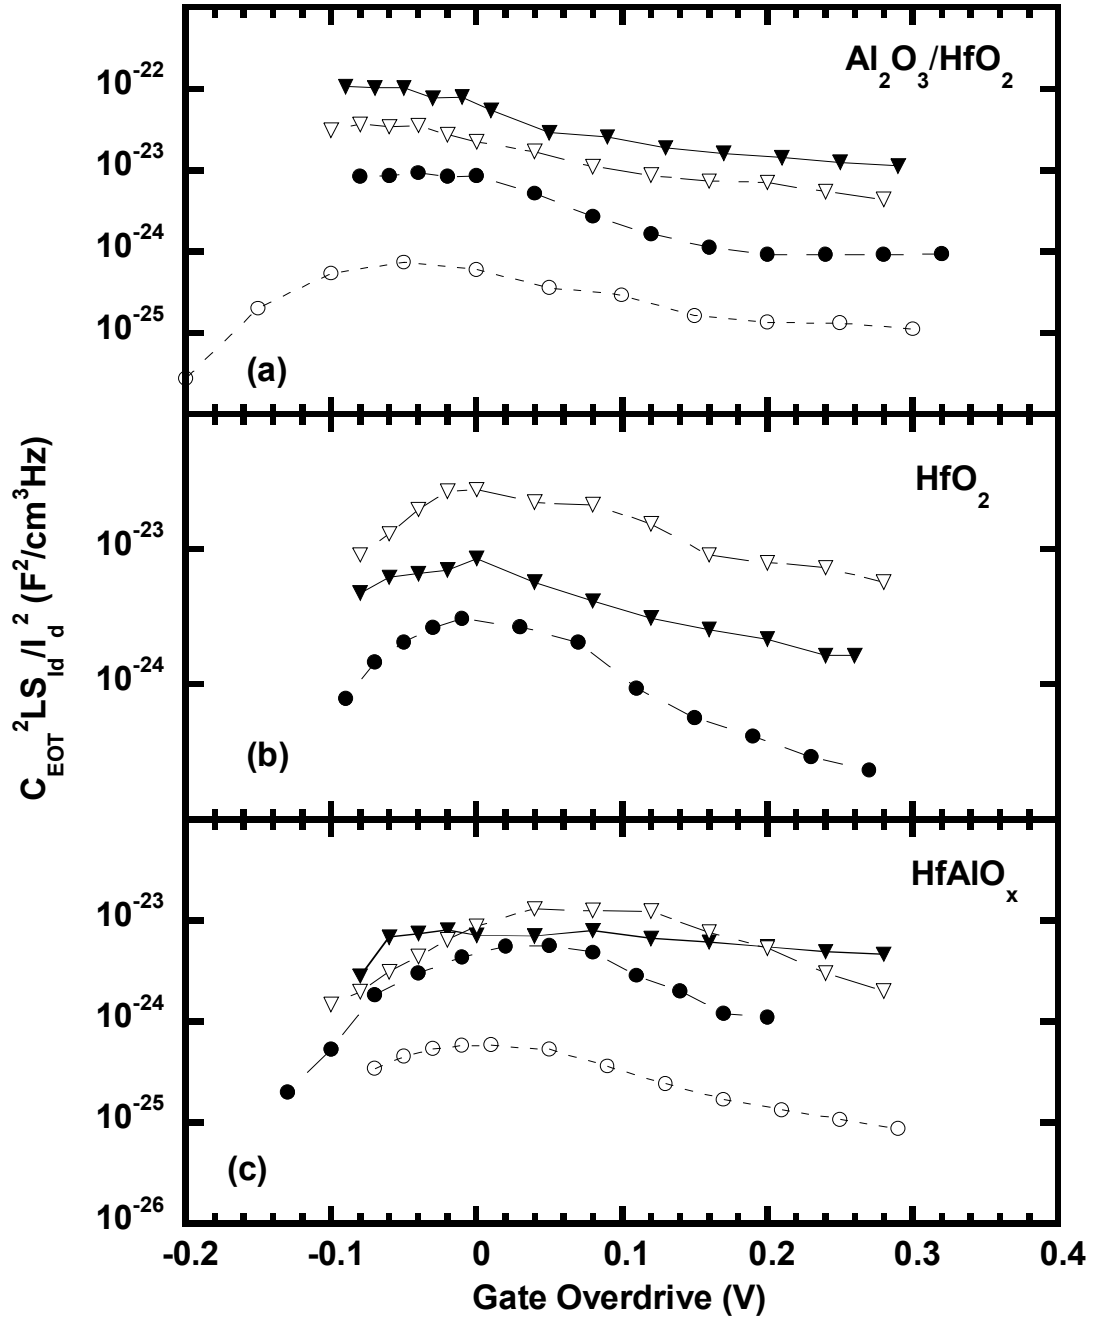 Al₂O₃/HfO₂
10⁻²²
10⁻²³
10⁻²⁴
10⁻²⁵
(a)
HfO₂
10⁻²³
10⁻²⁴
(b)
HfAlOₓ
10⁻²³
10⁻²⁴
10⁻²⁵
10⁻²⁶
(c)
C_EOT²LS_Id/I_d² (F²/cm³Hz)
-0.2 -0.1 0 0.1 0.2 0.3 0.4
Gate Overdrive (V)